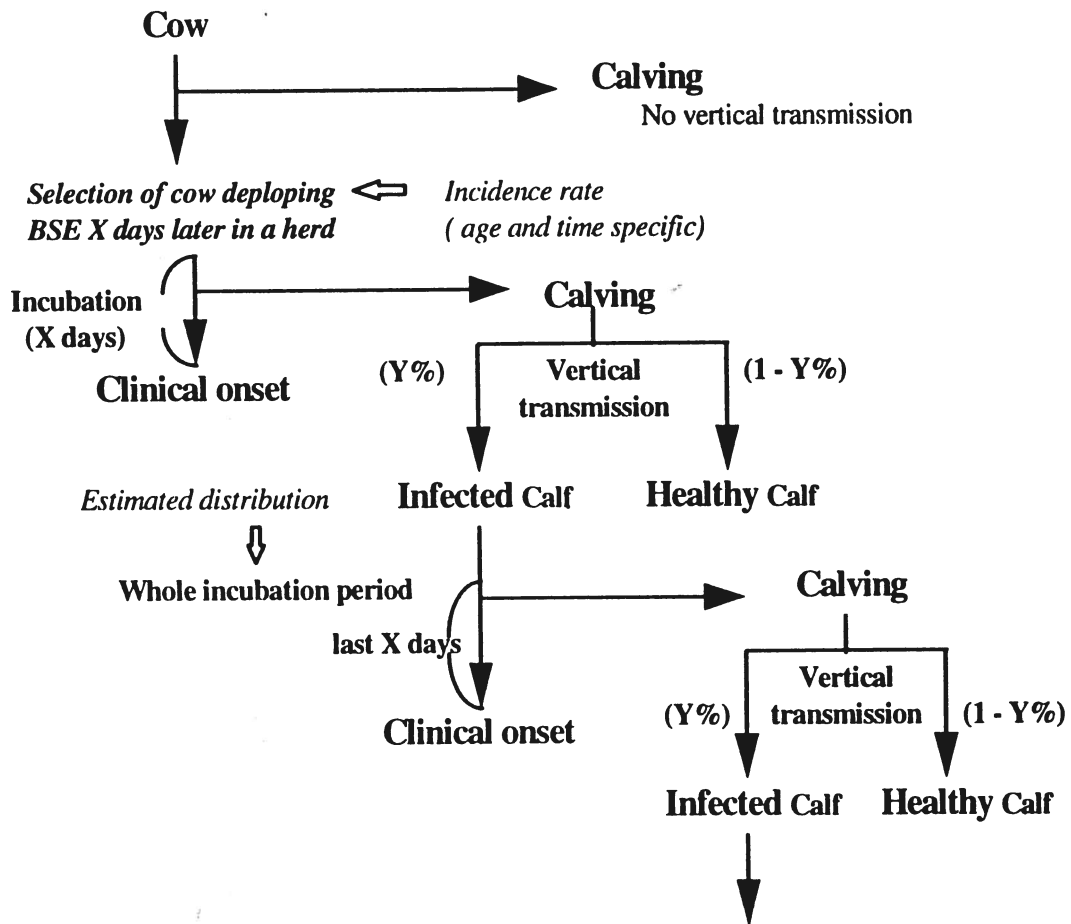 Cow
Calving
No vertical transmission
Selection of cow deploping
BSE X days later in a herd
Incidence rate
( age and time specific)
Incubation
(X days)
Calving
Clinical onset
(Y%)
Vertical
transmission
(1 - Y%)
Estimated distribution
Infected Calf
Healthy Calf
Whole incubation period
last X days
Calving
Clinical onset
(Y%)
Vertical
transmission
(1 - Y%)
Infected Calf
Healthy Calf